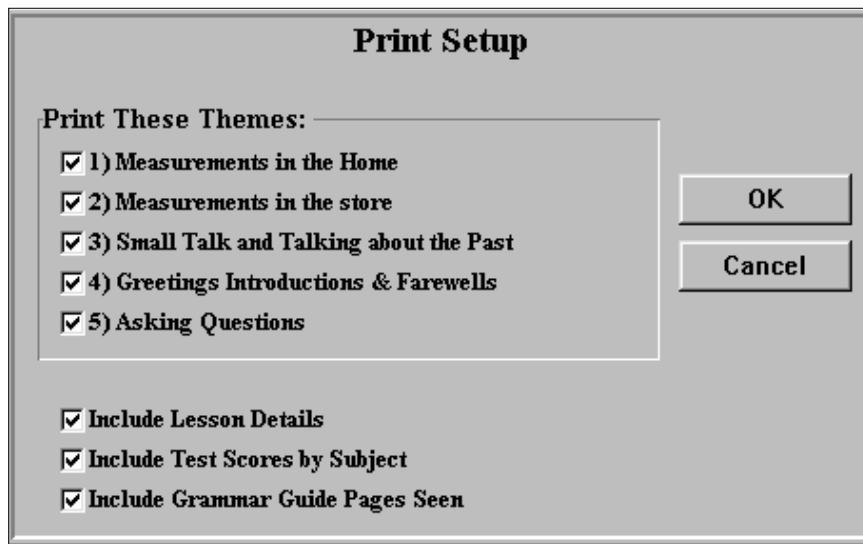 Print Setup
Print These Themes:
1) Measurements in the Home
2) Measurements in the store
3) Small Talk and Talking about the Past
4) Greetings Introductions & Farewells
5) Asking Questions
OK
Cancel
Include Lesson Details
Include Test Scores by Subject
Include Grammar Guide Pages Seen